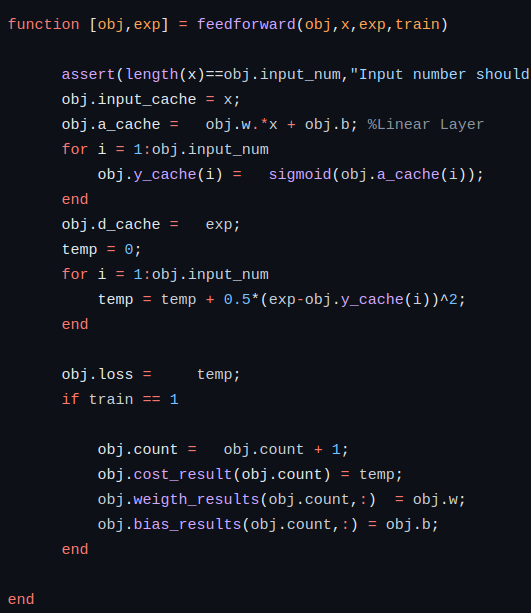 function [obj,exp] = feedforward(obj,x,exp,train)
assert(length(x)==obj.input_num,"Input number should
obj.input_cache = x;
obj.a_cache =   obj.w.*x + obj.b; %Linear Layer
for i = 1:obj.input_num
obj.y_cache(i) =   sigmoid(obj.a_cache(i));
end
obj.d_cache =   exp;
temp = 0;
for i = 1:obj.input_num
temp = temp + 0.5*(exp-obj.y_cache(i))^2;
end
obj.loss =     temp;
if train == 1
obj.count =   obj.count + 1;
obj.cost_result(obj.count) = temp;
obj.weigth_results(obj.count,:)  = obj.w;
obj.bias_results(obj.count,:) = obj.b;
end
end